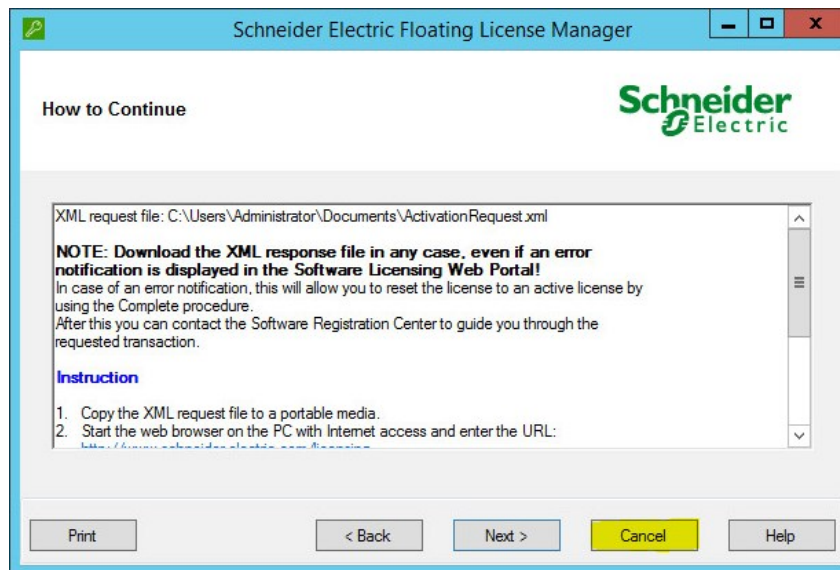 Schneider Electric Floating License Manager
How to Continue
Schneider
Electric
XML request file: C:\Users\Administrator\Documents\ActivationRequest.xml
NOTE: Download the XML response file in any case, even if an error
notification is displayed in the Software Licensing Web Portal!
In case of an error notification, this will allow you to reset the license to an active license by
using the Complete procedure.
After this you can contact the Software Registration Center to guide you through the
requested transaction.
Instruction
1. Copy the XML request file to a portable media.
2. Start the web browser on the PC with Internet access and enter the URL:
Print
< Back
Next >
Cancel
Help